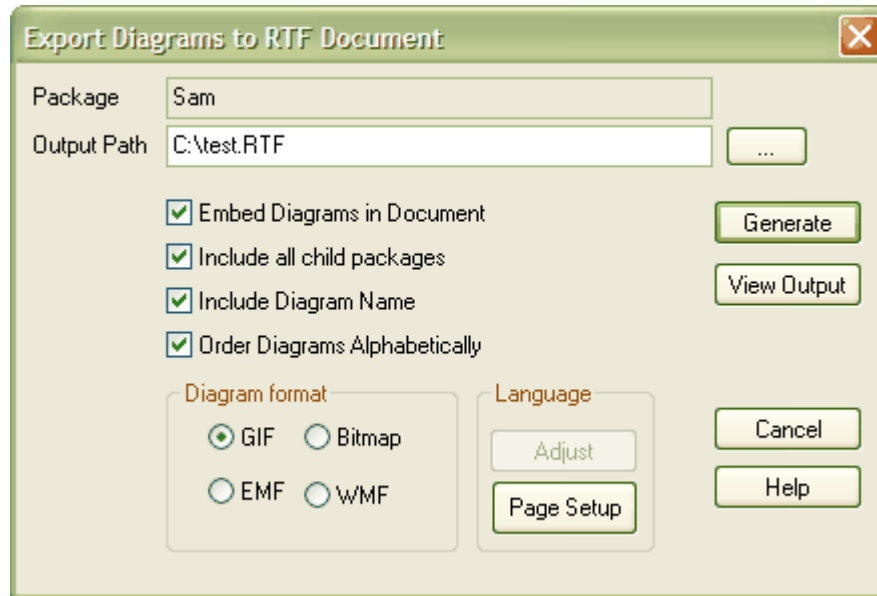 Export Diagrams to RTF Document
Package Sam
Output Path C:\test.RTF ...
Embed Diagrams in Document
Generate
Include all child packages
View Output
Include Diagram Name
Order Diagrams Alphabetically
Diagram format
GIF Bitmap
EMF WMF
Language
Adjust
Page Setup
Cancel
Help